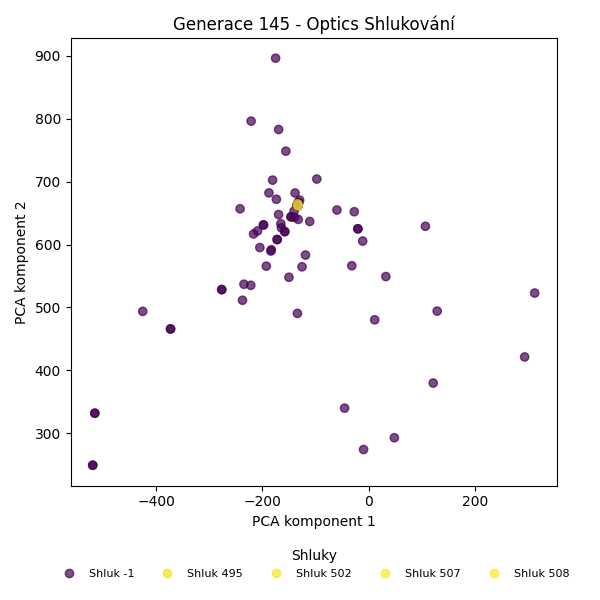 Generace 145 - Optics Shlukování
900
800
700
600
500
400
300
PCA komponent 2
−400 −200 0 200
PCA komponent 1
Shluky
Shluk -1 Shluk 495 Shluk 502 Shluk 507 Shluk 508